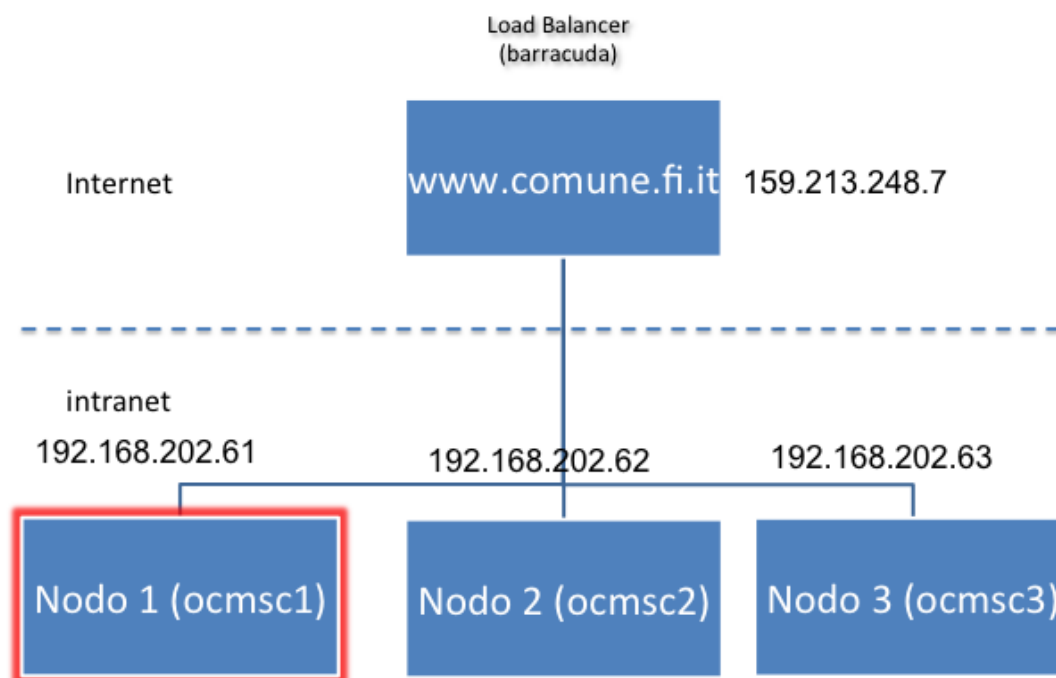 Load Balancer
(barracuda)
Internet
www.comune.fi.it
159.213.248.7
intranet
192.168.202.61
192.168.202.62
192.168.202.63
Nodo 1 (ocmsc1)
Nodo 2 (ocmsc2)
Nodo 3 (ocmsc3)